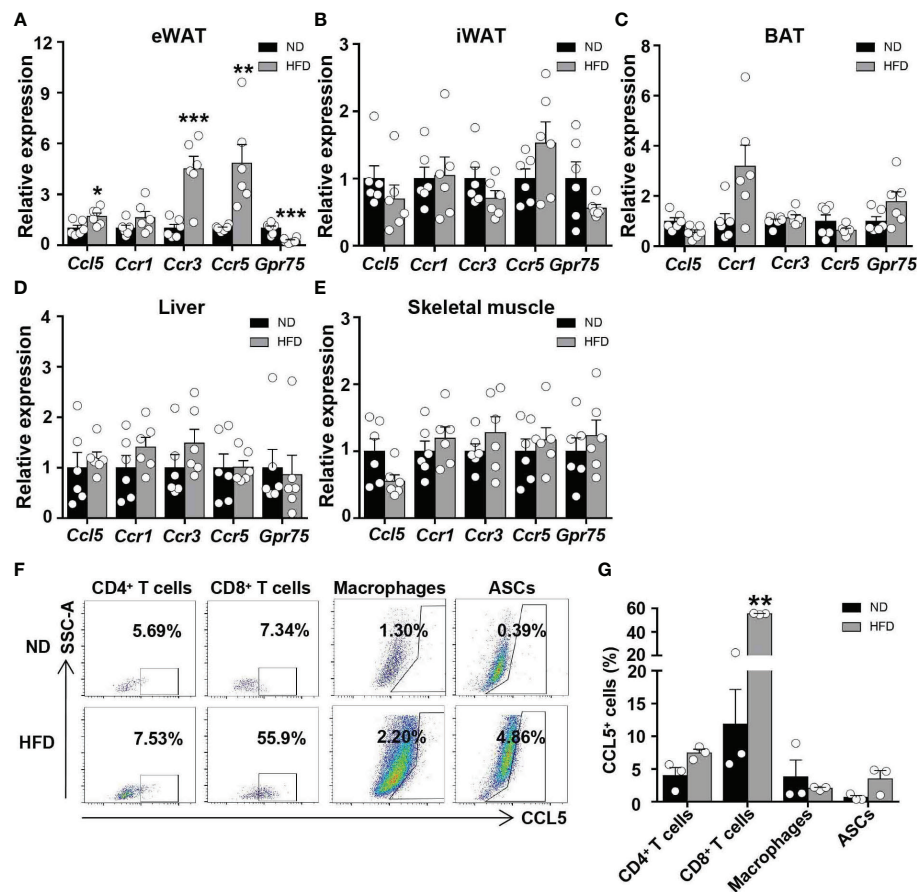 A
eWAT
Relative expression
12
9
6
3
0
ND
HFD
*
***
**
***
Ccl5 Ccr1 Ccr3 Ccr5 Gpr75
B
iWAT
Relative expression
3
2
1
0
ND
HFD
Ccl5 Ccr1 Ccr3 Ccr5 Gpr75
C
BAT
Relative expression
8
6
4
2
0
ND
HFD
Ccl5 Ccr1 Ccr3 Ccr5 Gpr75
D
Liver
Relative expression
4
3
2
1
0
ND
HFD
Ccl5 Ccr1 Ccr3 Ccr5 Gpr75
E
Skeletal muscle
Relative expression
3
2
1
0
ND
HFD
Ccl5 Ccr1 Ccr3 Ccr5 Gpr75
F
CD4⁺ T cells CD8⁺ T cells Macrophages ASCs
SSC-A
ND
5.69% 7.34% 1.30% 0.39%
HFD
7.53% 55.9% 2.20% 4.86%
CCL5
G
CCL5⁺ cells (%)
60
50
40
30
20
20
15
10
5
0
ND
HFD
**
CD4⁺ T cells
CD8⁺ T cells
Macrophages
ASCs